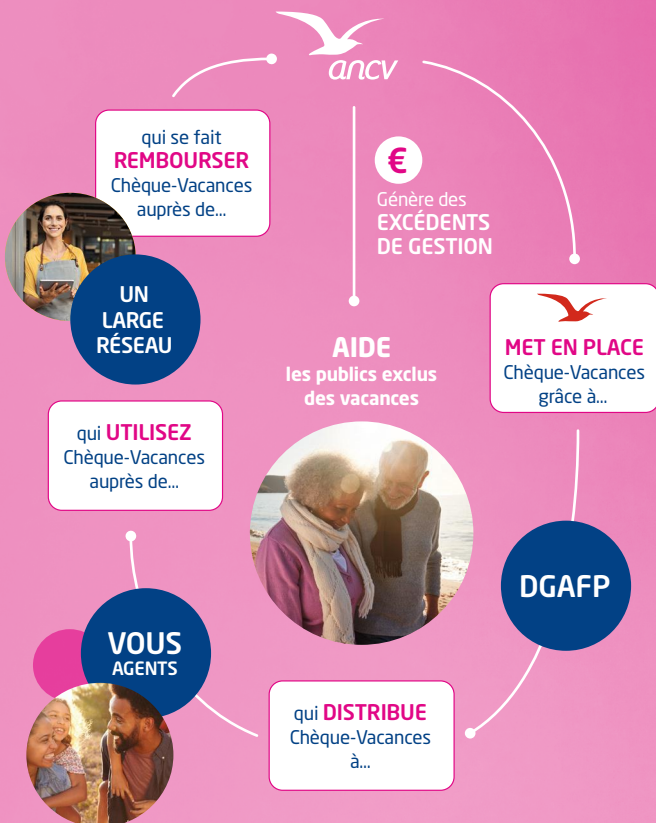 ancv
€
Génère des
EXCÉDENTS
DE GESTION
AIDE
les publics exclus
des vacances
MET EN PLACE
Chèque-Vacances
grâce à...
DGAFP
qui DISTRIBUE
Chèque-Vacances
à...
VOUS
AGENTS
qui UTILISEZ
Chèque-Vacances
auprès de...
UN
LARGE
RÉSEAU
qui se fait
REMBOURSER
Chèque-Vacances
auprès de...